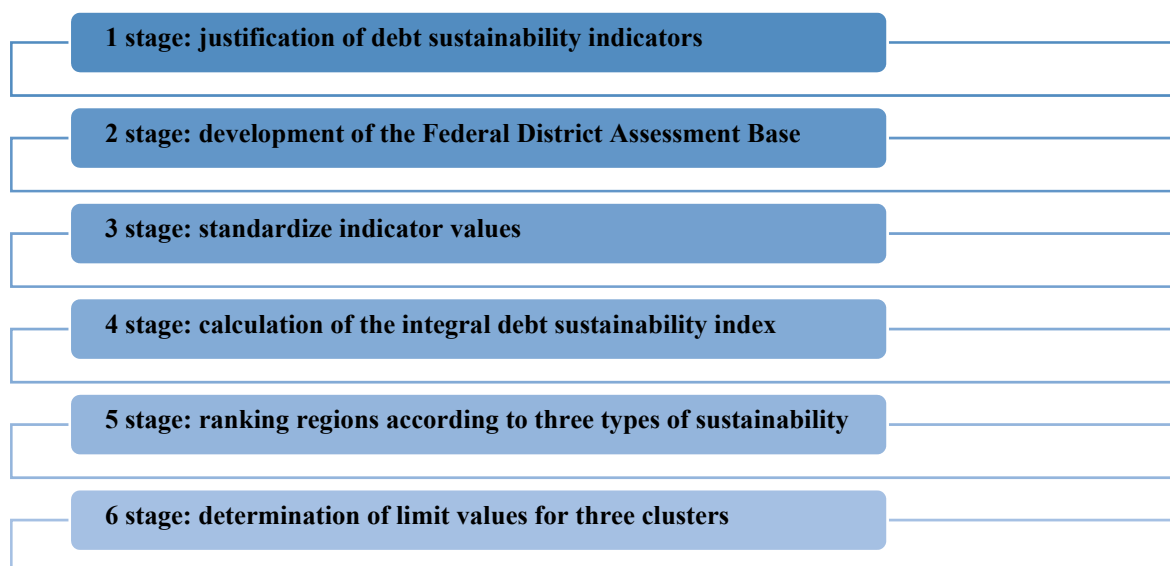 1 stage: justification of debt sustainability indicators
2 stage: development of the Federal District Assessment Base
3 stage: standardize indicator values
4 stage: calculation of the integral debt sustainability index
5 stage: ranking regions according to three types of sustainability
6 stage: determination of limit values for three clusters